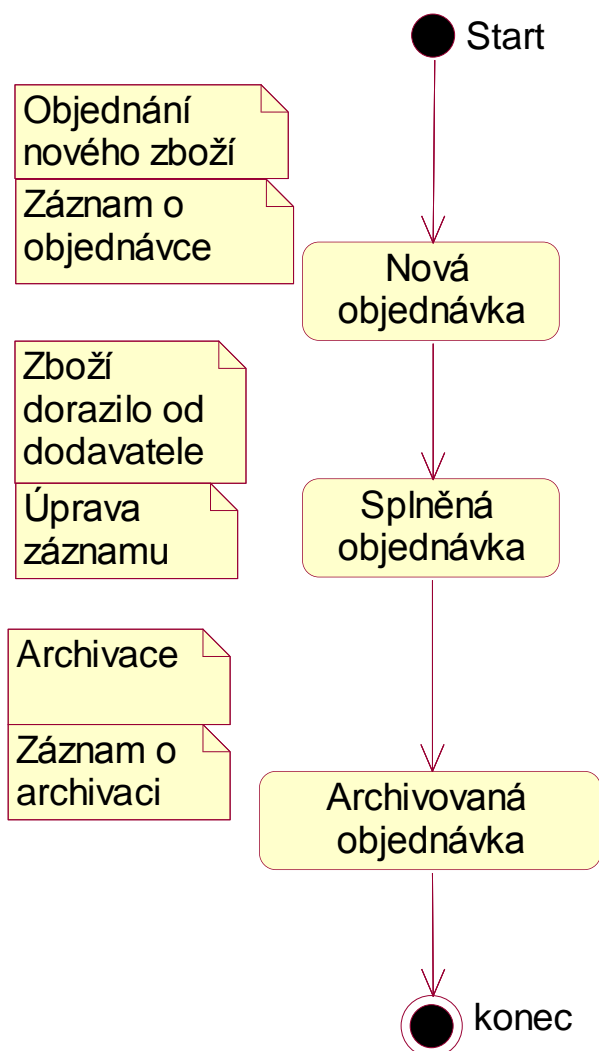 Start
Objednání
nového zboží
Záznam o
objednávce
Nová
objednávka
Zboží
dorazilo od
dodavatele
Úprava
záznamu
Splněná
objednávka
Archivace
Záznam o
archivaci
Archivovaná
objednávka
konec